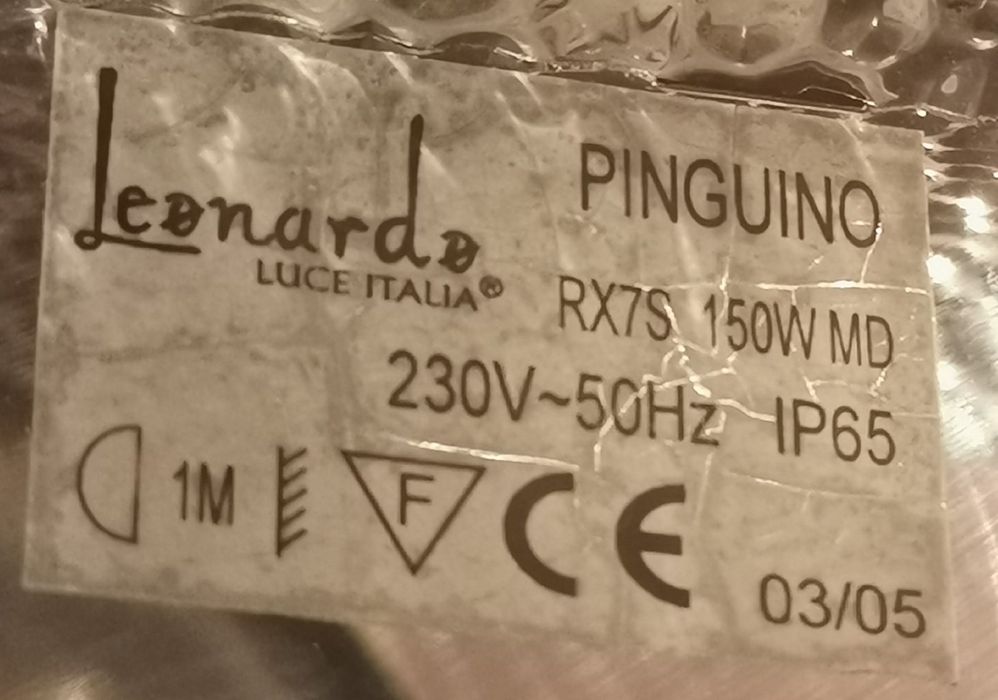 Leonardo
LUCE ITALIA®
PINGUINO
RX7S 150W MD
230V~50Hz IP65
1M F CE 03/05